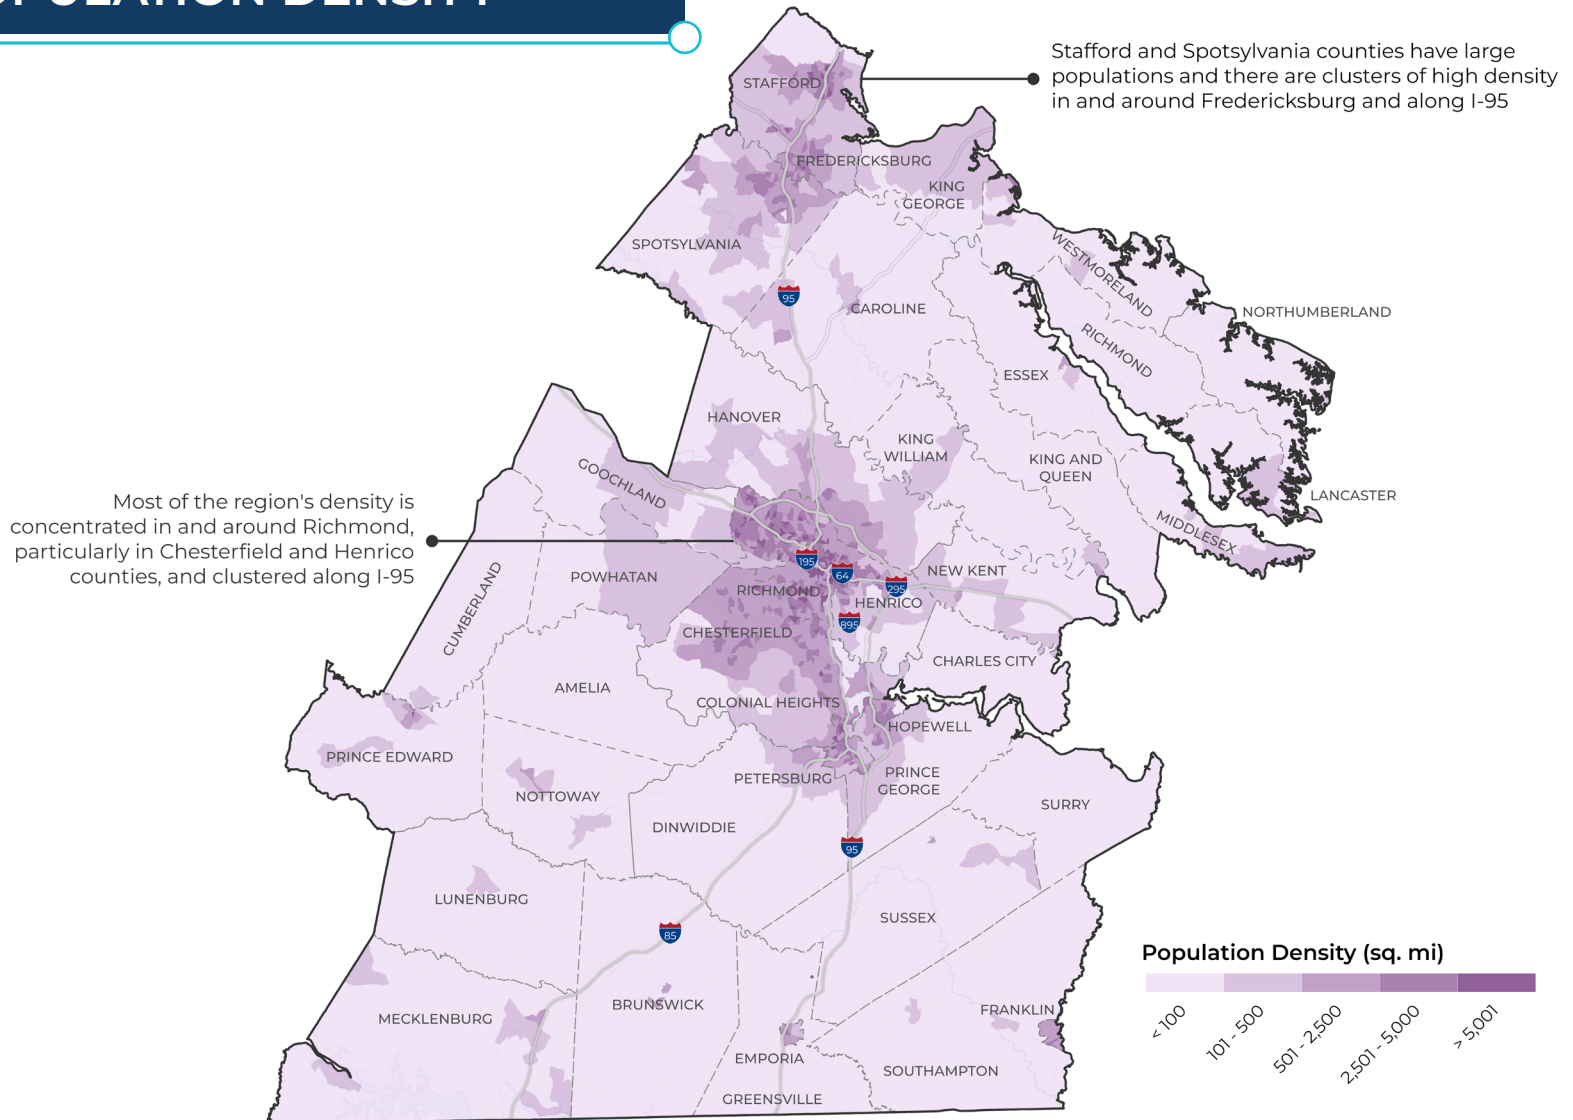 POPULATION DENSITY
Stafford and Spotsylvania counties have large
populations and there are clusters of high density
in and around Fredericksburg and along I-95
STAFFORD
FREDERICKSBURG
KING
GEORGE
SPOTSYLVANIA
WESTMORELAND
95
CAROLINE
NORTHUMBERLAND
RICHMOND
ESSEX
HANOVER
KING
WILLIAM
KING AND
QUEEN
GOOCHLAND
LANCASTER
Most of the region's density is
concentrated in and around Richmond,
particularly in Chesterfield and Henrico
counties, and clustered along I-95
MIDDLESEX
195
64
295
NEW KENT
POWHATAN
RICHMOND
HENRICO
895
CUMBERLAND
CHESTERFIELD
CHARLES CITY
AMELIA
COLONIAL HEIGHTS
HOPEWELL
PRINCE EDWARD
PETERSBURG
PRINCE
GEORGE
NOTTOWAY
SURRY
DINWIDDIE
95
LUNENBURG
SUSSEX
85
BRUNSWICK
MECKLENBURG
FRANKLIN
EMPORIA
SOUTHAMPTON
GREENSVILLE
Population Density (sq. mi)
< 100
101 - 500
501 - 2,500
2,501 - 5,000
> 5,001